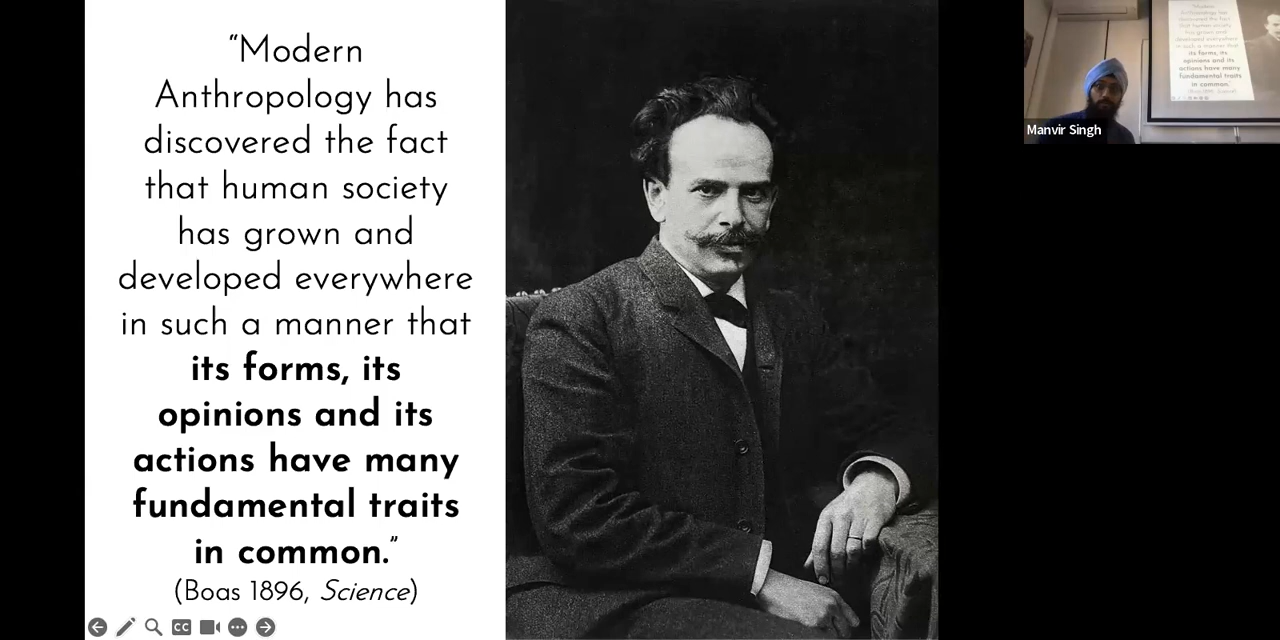 “Modern
Anthropology has
discovered the fact
that human society
has grown and
developed everywhere
in such a manner that
its forms, its
opinions and its
actions have many
fundamental traits
in common.”
(Boas 1896, Science)
CC
Manvir Singh